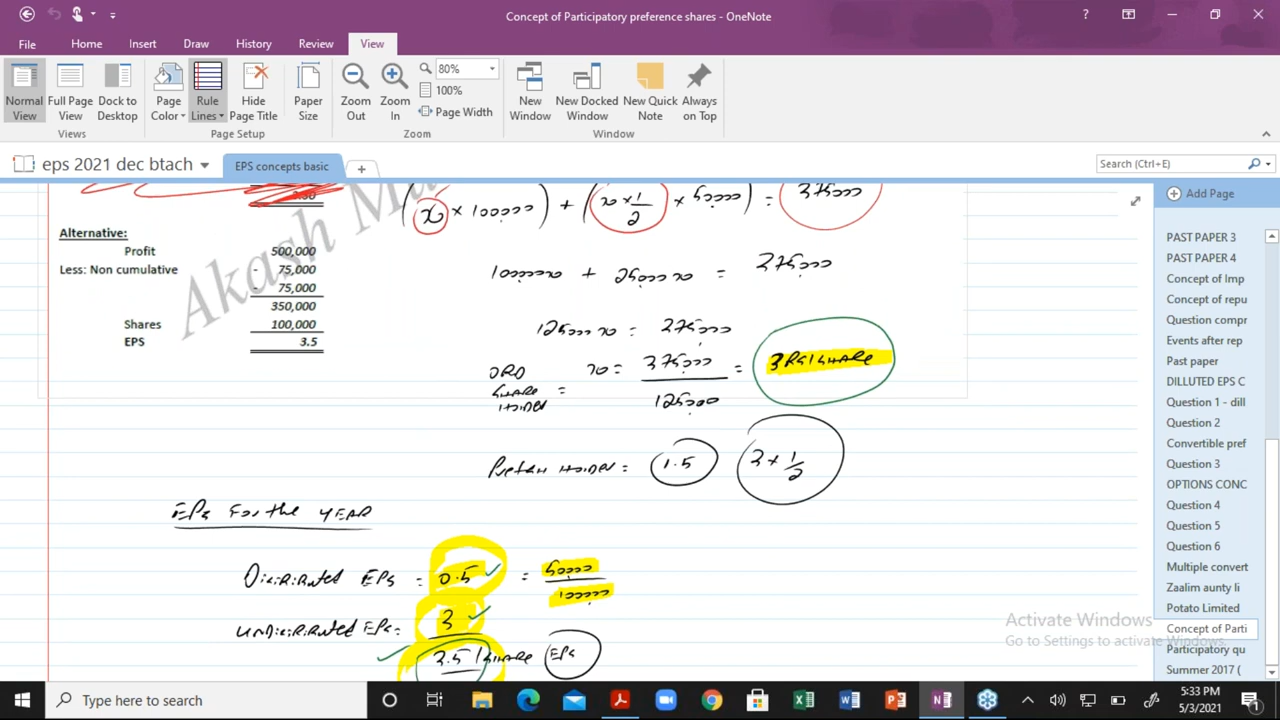 Concept of Participatory preference shares - OneNote
File Home Insert Draw History Review View
Normal View
Full Page View
Dock to Desktop
Page Color
Rule Lines
Hide Page Title
Paper Size
Zoom Out
Zoom In
80%
100%
Page Width
New Window
New Docked Window
New Quick Note
Always on Top
Views
Page Setup
Zoom
Window
eps 2021 dec btach
EPS concepts basic
Search (Ctrl+E)
Add Page
PAST PAPER 3
PAST PAPER 4
Concept of Imp
Concept of repu
Question compr
Events after rep
Past paper
DILLUTED EPS C
Question 1 - dill
Question 2
Convertible pref
Question 3
OPTIONS CONC
Question 4
Question 5
Question 6
Multiple convert
Zaalim aunty li
Potato Limited
Concept of Parti
Participatory qu
Summer 2017 (
Akash Ma
Alternative:
Profit 500,000
Less: Non cumulative - 75,000
- 75,000
350,000
Shares 100,000
EPS 3.5
(x × 100000) + (x × 1/2 × 50000) = 375000
100000x + 25000x = 375000
125000x = 375000
ORD SHARE HOLDER = x = 375000 / 125000 = 3 RS/SHARE
HOLDER = 1.5 3 × 1/2
EPS FOR the YEAR
Distributed EPS = 0.5 = 50000 / 100000
UNDistributed EPS = 3
3.5 / SHARE EPS
Activate Windows
Go to Settings to activate Windows.
Type here to search
5:33 PM
5/3/2021